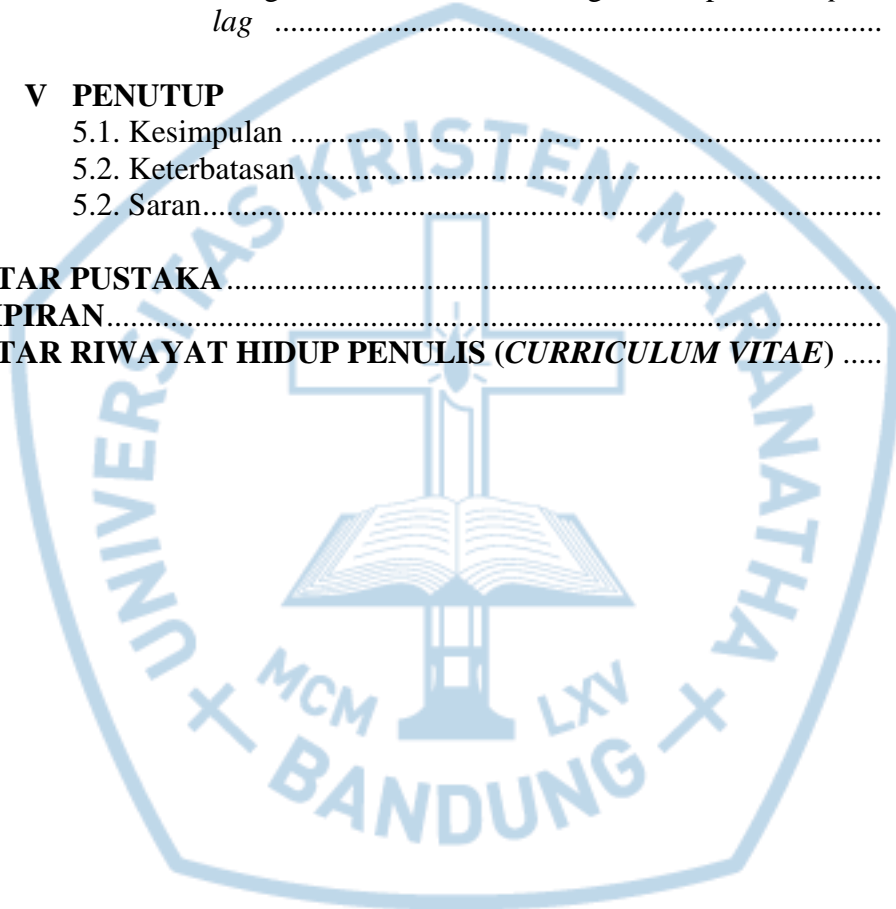 lag ............................................................................
V PENUTUP
5.1. Kesimpulan ..........................................................................
5.2. Keterbatasan.........................................................................
5.2. Saran.....................................................................................
TAR PUSTAKA..................................................................................
PIRAN.................................................................................................
TAR RIWAYAT HIDUP PENULIS (CURRICULUM VITAE) .....
UNIVERSITAS KRISTEN MARANATHA
MCM LXV
BANDUNG